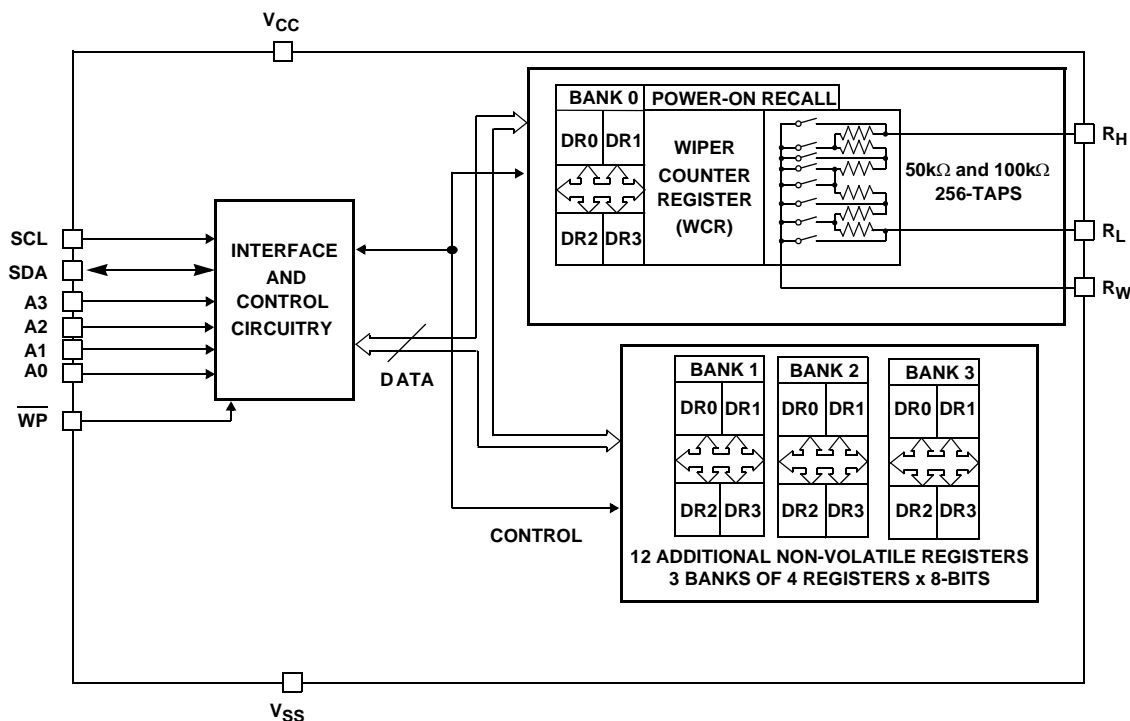 VCC
BANK 0 POWER-ON RECALL
DR0 DR1
DR2 DR3
WIPER
COUNTER
REGISTER
(WCR)
50kΩ and 100kΩ
256-TAPS
RH
RL
RW
SCL
SDA
A3
A2
A1
A0
WP
INTERFACE
AND
CONTROL
CIRCUITRY
DATA
CONTROL
BANK 1 BANK 2 BANK 3
DR0 DR1 DR0 DR1 DR0 DR1
DR2 DR3 DR2 DR3 DR2 DR3
12 ADDITIONAL NON-VOLATILE REGISTERS
3 BANKS OF 4 REGISTERS x 8-BITS
VSS